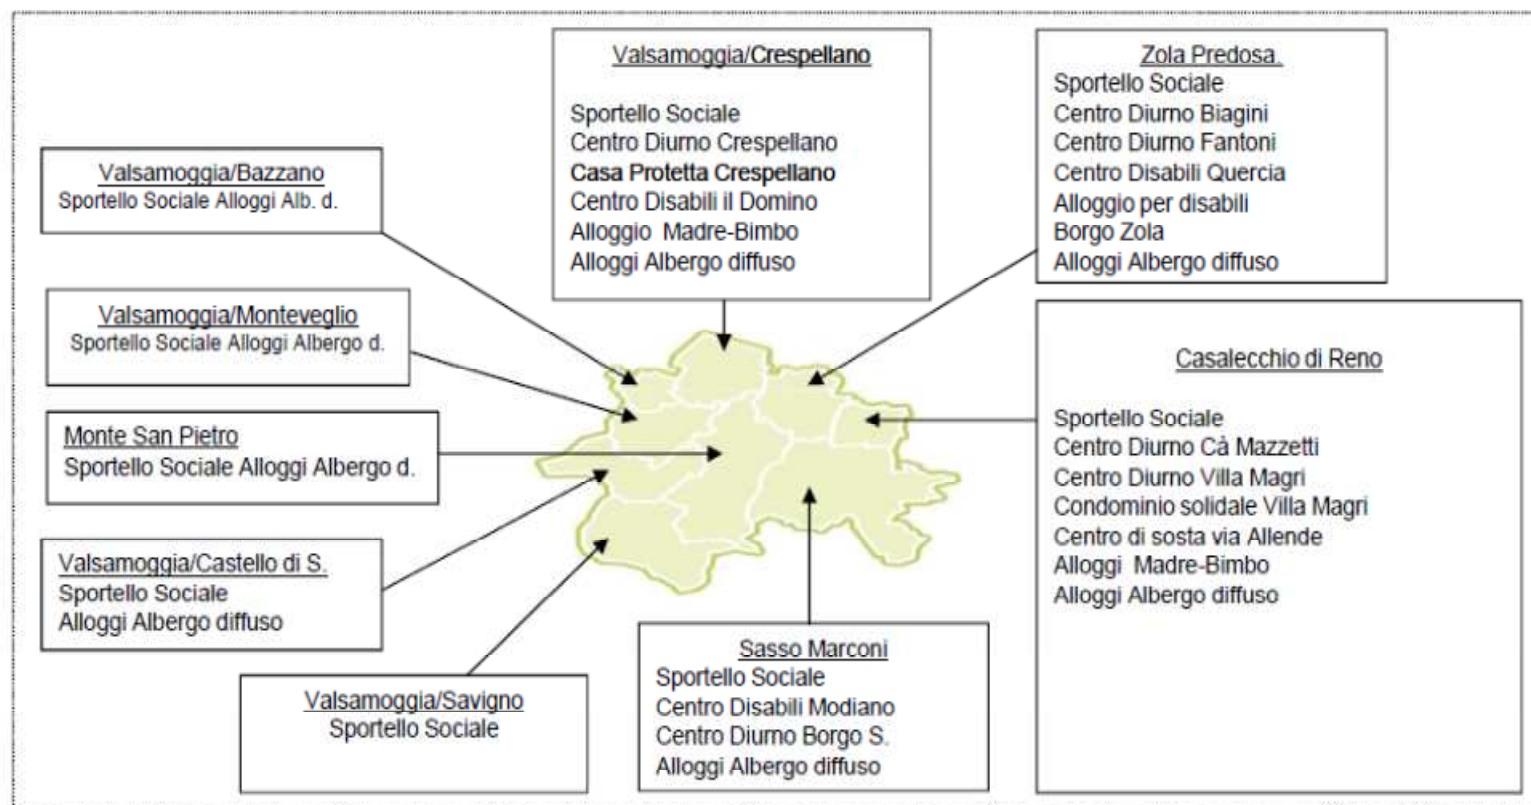 Valsamoggia/Crespellano
Sportello Sociale
Centro Diurno Crespellano
Casa Protetta Crespellano
Centro Disabili il Domino
Alloggio Madre-Bimbo
Alloggi Albergo diffuso
Zola Predosa.
Sportello Sociale
Centro Diurno Biagini
Centro Diurno Fantoni
Centro Disabili Quercia
Alloggio per disabili
Borgo Zola
Alloggi Albergo diffuso
Valsamoggia/Bazzano
Sportello Sociale Alloggi Alb. d.
Valsamoggia/Monteveglio
Sportello Sociale Alloggi Albergo d.
Monte San Pietro
Sportello Sociale Alloggi Albergo d.
Valsamoggia/Castello di S.
Sportello Sociale
Alloggi Albergo diffuso
Valsamoggia/Savigno
Sportello Sociale
Sasso Marconi
Sportello Sociale
Centro Disabili Modiano
Centro Diurno Borgo S.
Alloggi Albergo diffuso
Casalecchio di Reno
Sportello Sociale
Centro Diurno Cà Mazzetti
Centro Diurno Villa Magri
Condominio solidale Villa Magri
Centro di sosta via Allende
Alloggi Madre-Bimbo
Alloggi Albergo diffuso